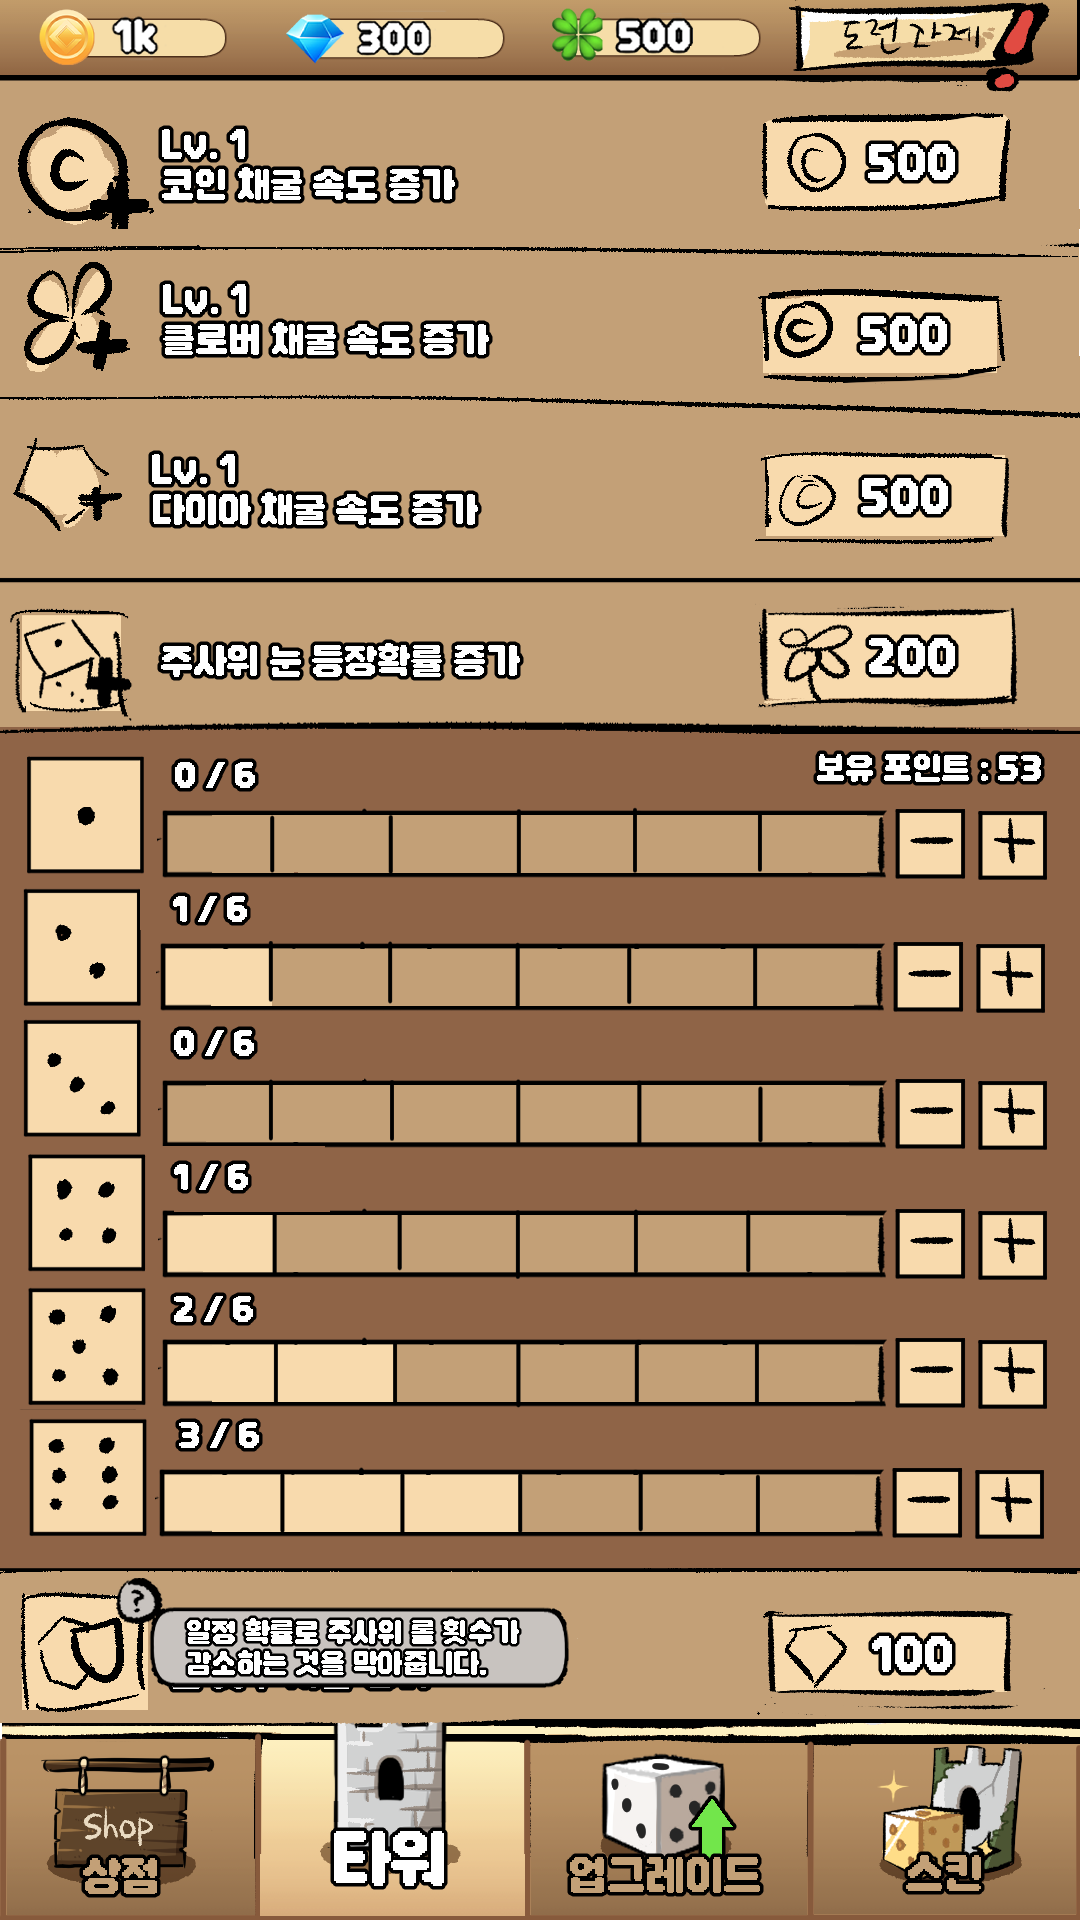 1k
300
500
도전과제
Lv. 1
코인 채굴 속도 증가
500
Lv. 1
클로버 채굴 속도 증가
500
Lv. 1
다이아 채굴 속도 증가
500
주사위 눈 등장확률 증가
200
보유 포인트 : 53
0 / 6
1 / 6
0 / 6
1 / 6
2 / 6
3 / 6
?
일정 확률로 주사위 롤 횟수가
감소하는 것을 막아줍니다.
100
Shop
상점
타워
업그레이드
스킨